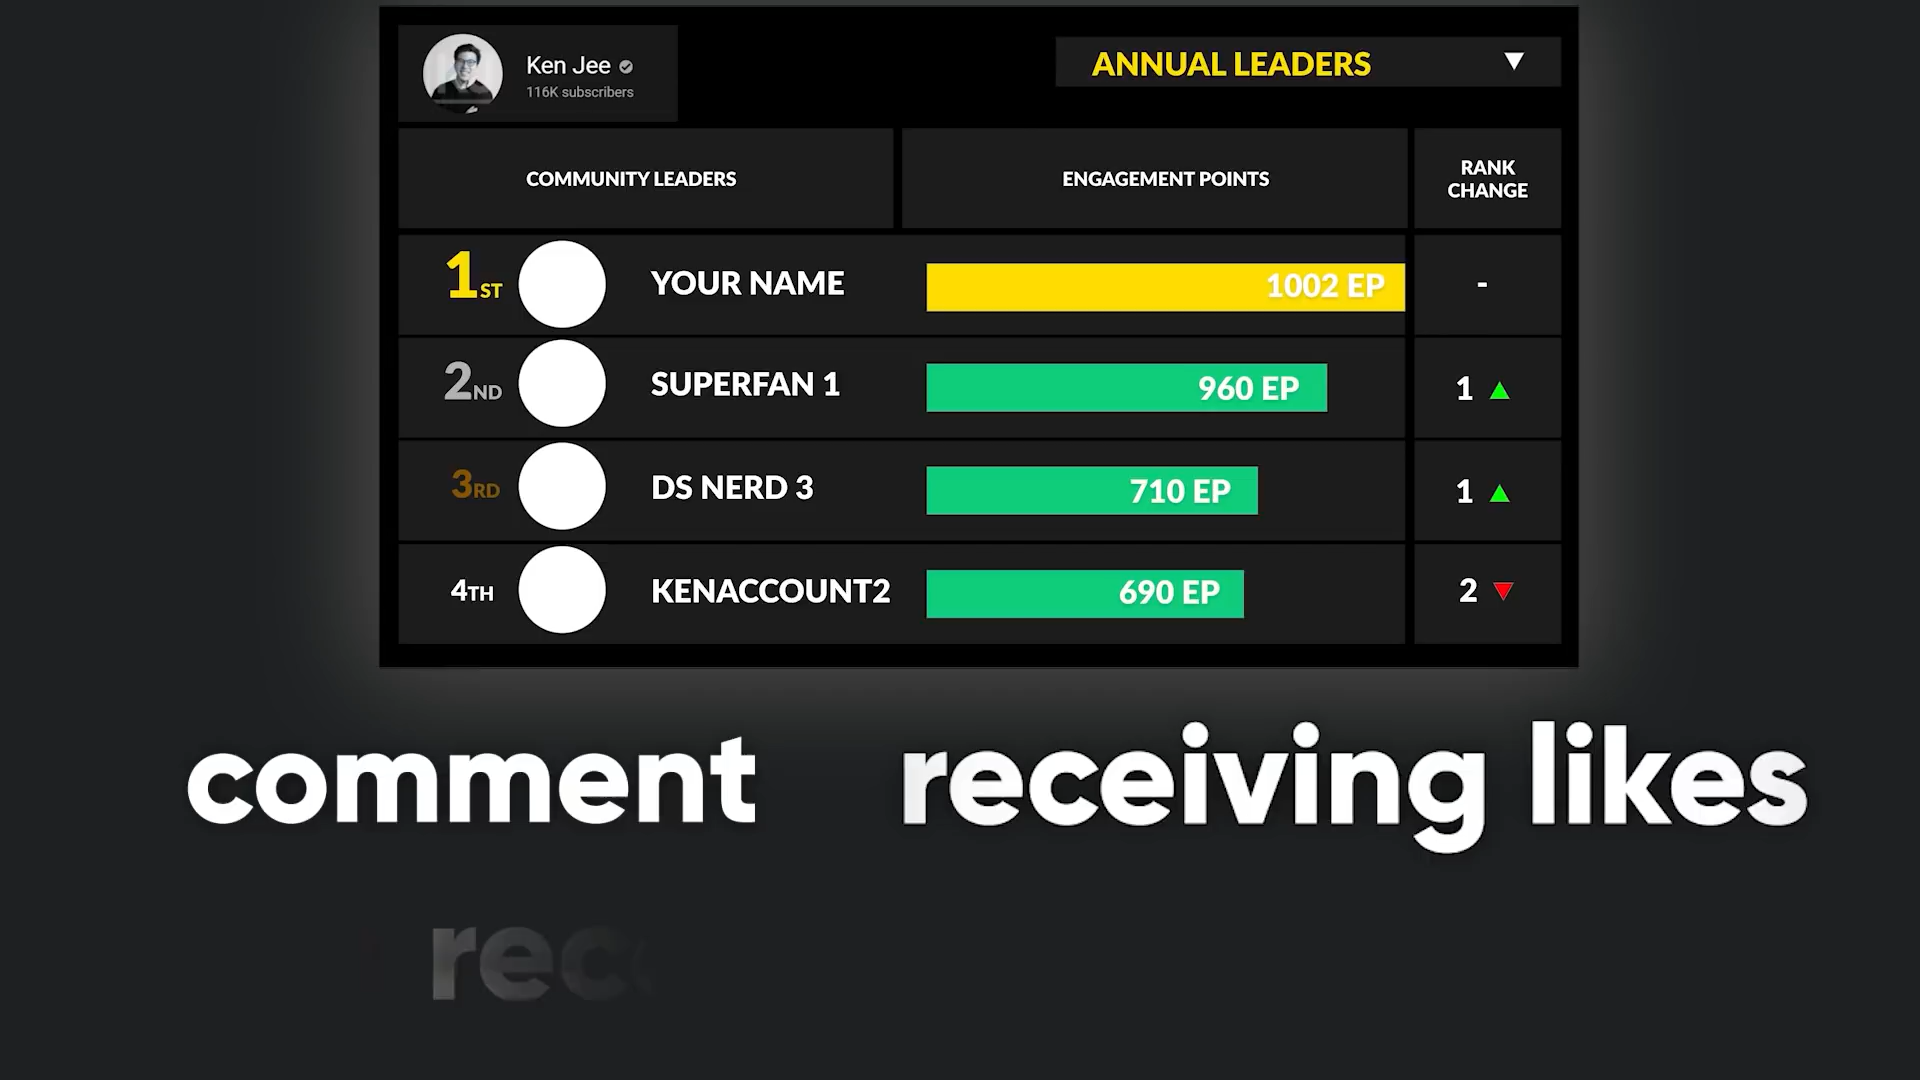 Ken Jee
116K subscribers
ANNUAL LEADERS
COMMUNITY LEADERS
ENGAGEMENT POINTS
RANK
CHANGE
1ST
YOUR NAME
1002 EP
-
2ND
SUPERFAN 1
960 EP
1
3RD
DS NERD 3
710 EP
1
4TH
KENACCOUNT2
690 EP
2
comment
receiving likes